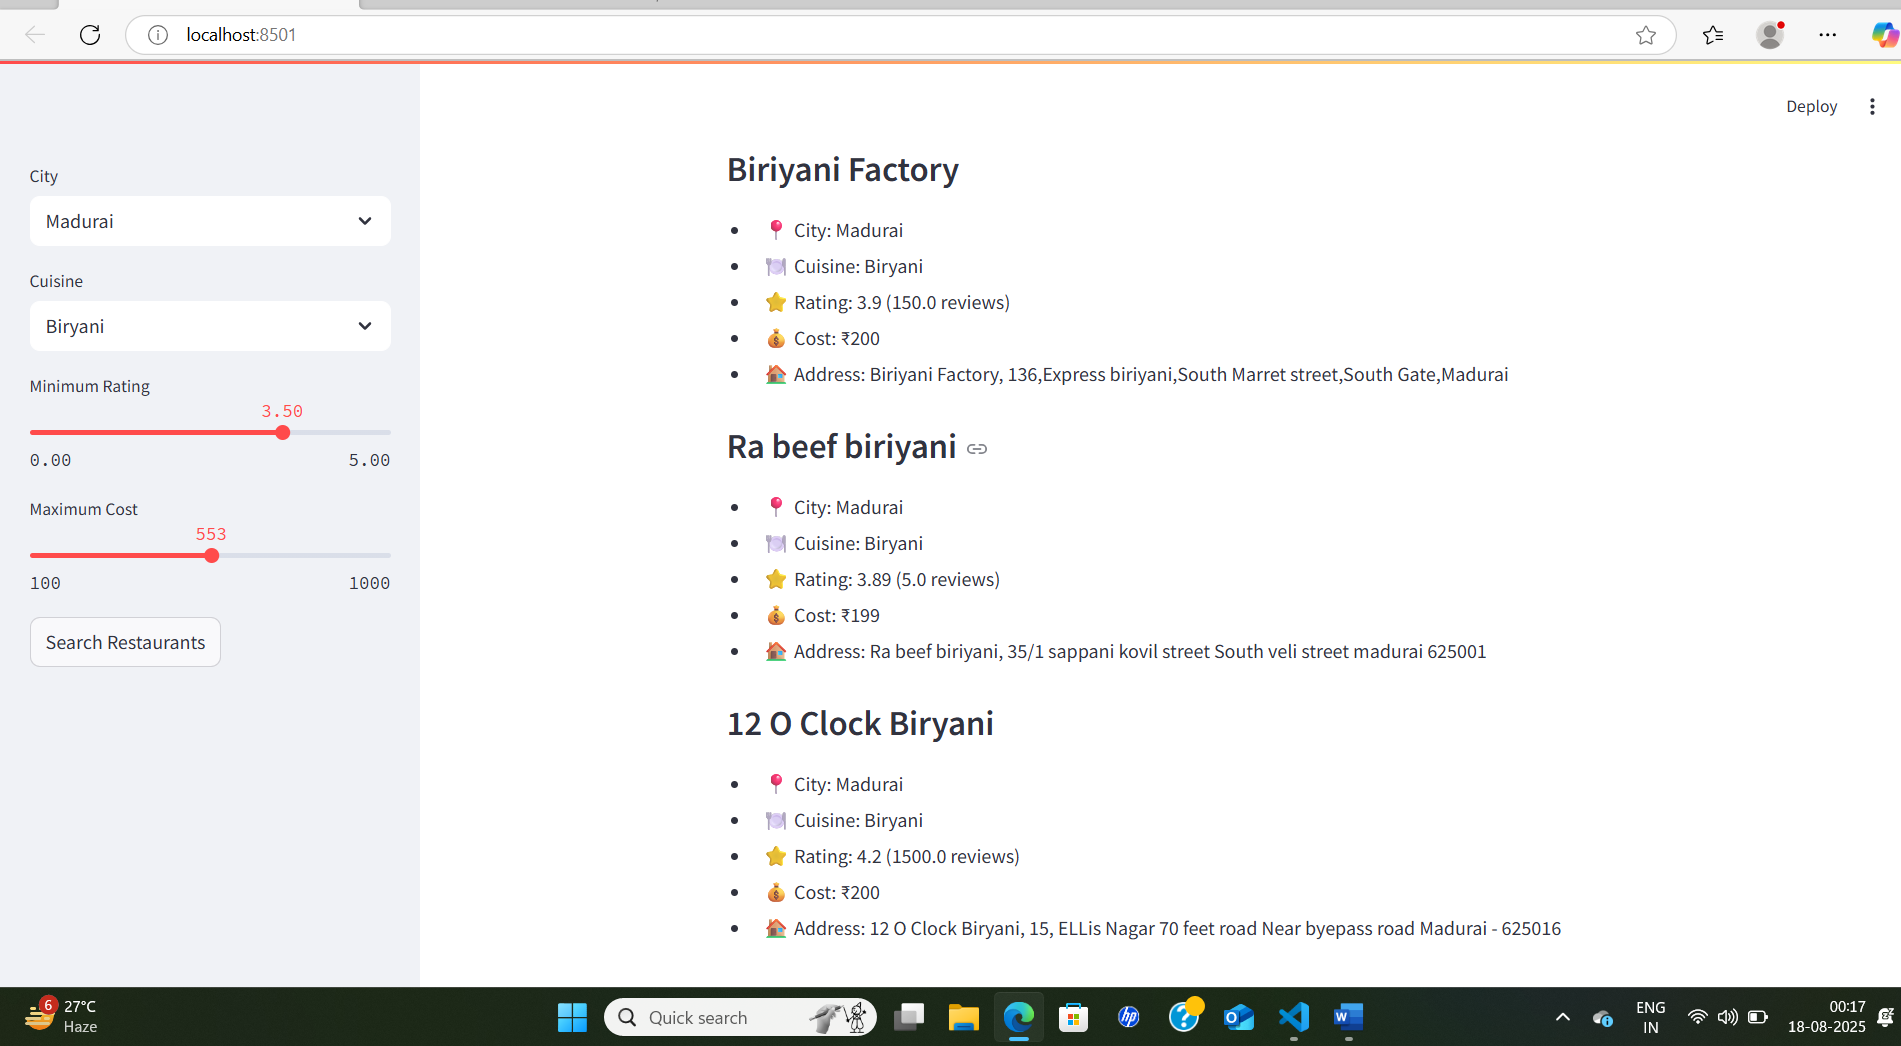 localhost:8501
Deploy
City
Madurai
Cuisine
Biryani
Minimum Rating
3.50
0.00 5.00
Maximum Cost
553
100 1000
Search Restaurants
Biriyani Factory
City: Madurai
Cuisine: Biryani
Rating: 3.9 (150.0 reviews)
Cost: ₹200
Address: Biriyani Factory, 136,Express biriyani,South Marret street,South Gate,Madurai
Ra beef biriyani
City: Madurai
Cuisine: Biryani
Rating: 3.89 (5.0 reviews)
Cost: ₹199
Address: Ra beef biriyani, 35/1 sappani kovil street South veli street madurai 625001
12 O Clock Biryani
City: Madurai
Cuisine: Biryani
Rating: 4.2 (1500.0 reviews)
Cost: ₹200
Address: 12 O Clock Biryani, 15, ELLis Nagar 70 feet road Near byepass road Madurai - 625016
6
27°C
Haze
Quick search
hp
ENG
IN
00:17
18-08-2025